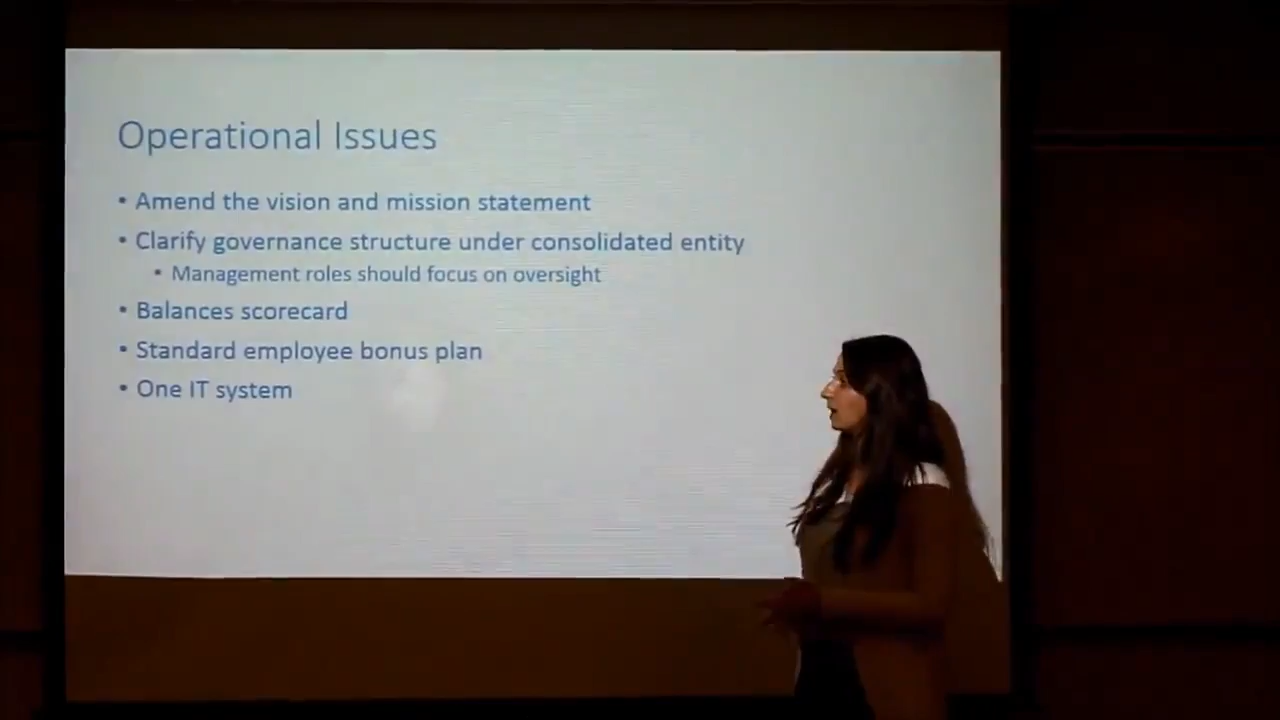 Operational Issues
• Amend the vision and mission statement
• Clarify governance structure under consolidated entity
• Management roles should focus on oversight
• Balances scorecard
• Standard employee bonus plan
• One IT system